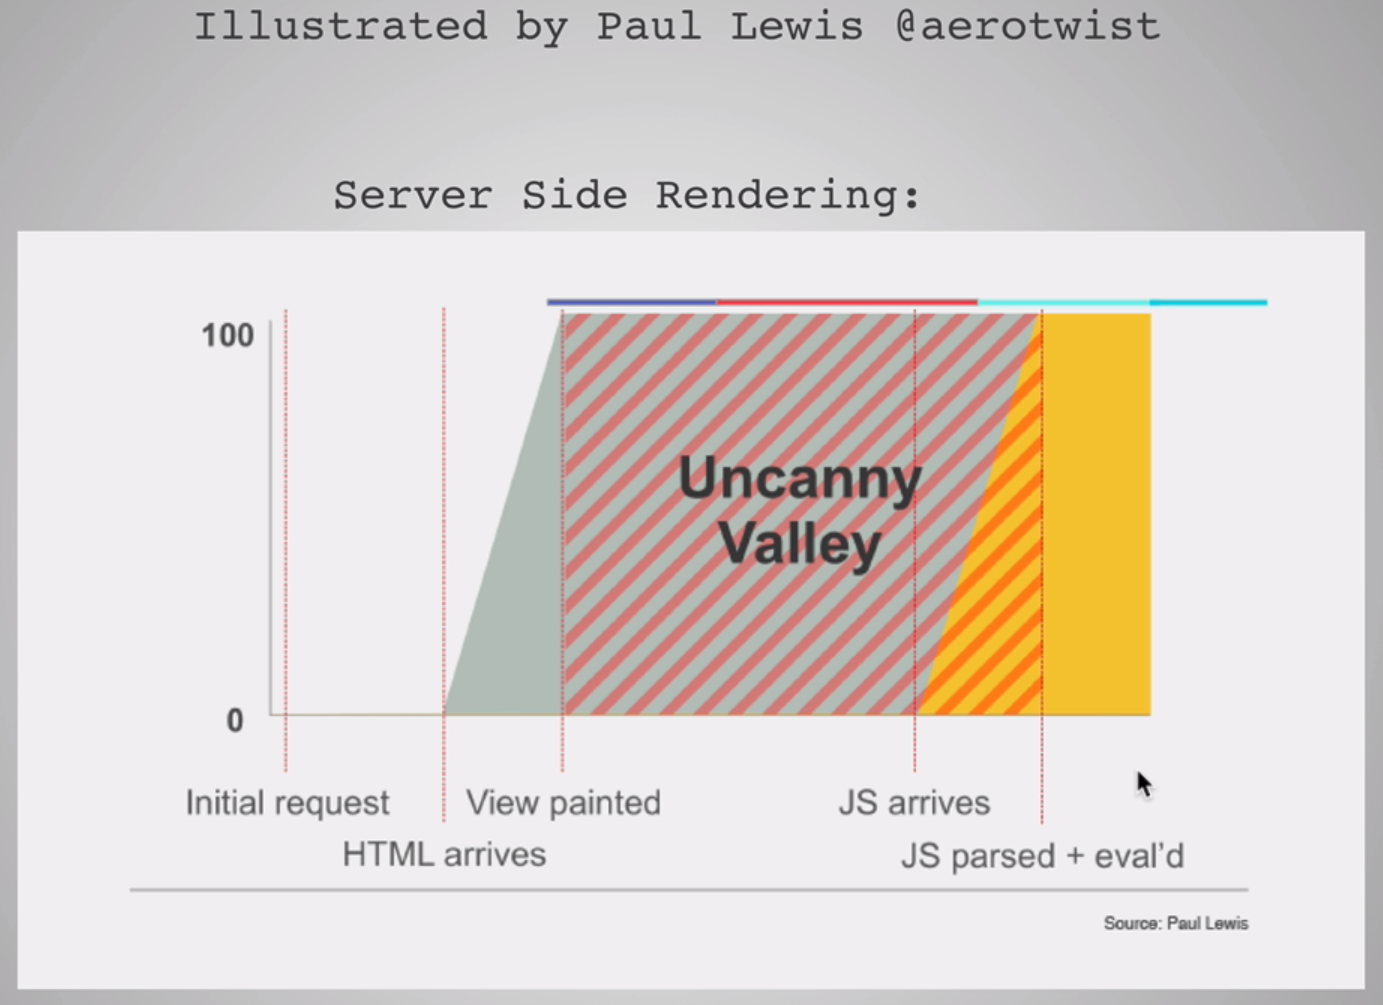 Illustrated by Paul Lewis @aerotwist
Server Side Rendering:
100
Uncanny
Valley
0
Initial request
View painted
JS arrives
HTML arrives
JS parsed + eval'd
Source: Paul Lewis